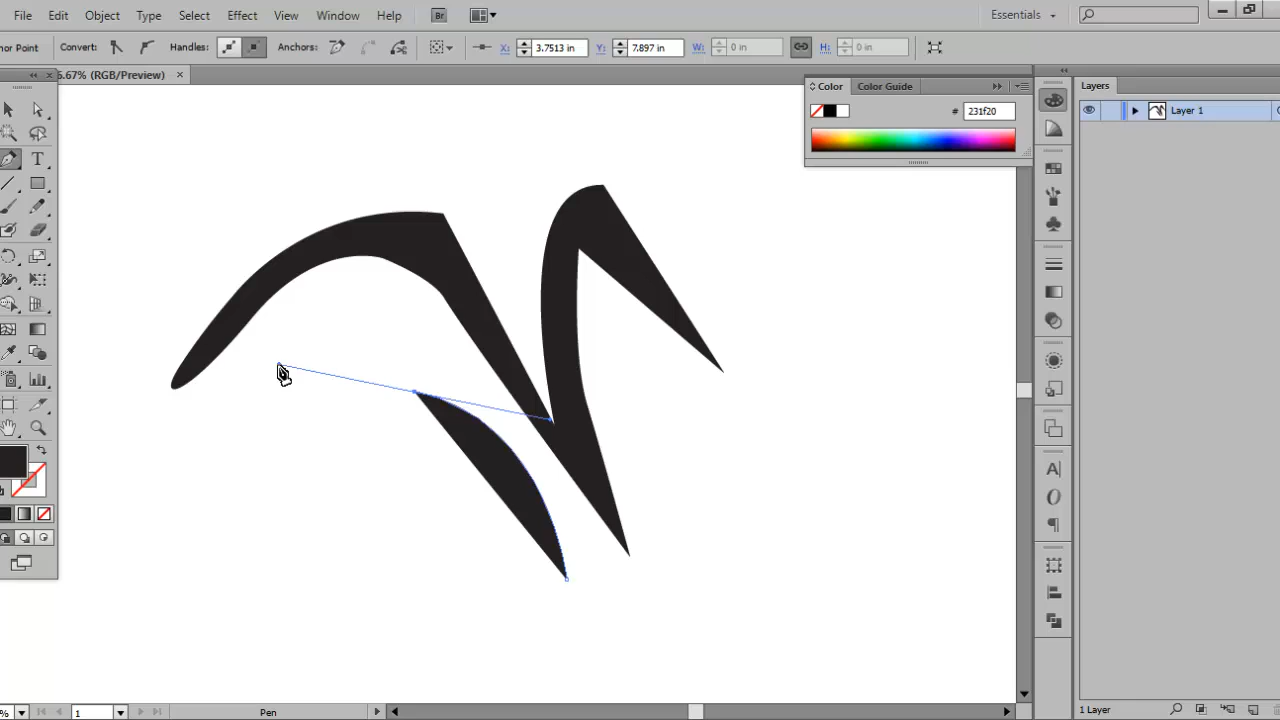 File Edit Object Type Select Effect View Window Help Br Essentials
nor Point Convert: Handles: Anchors: X: 3.7513 in Y: 7.897 in W: 0 in H: 0 in
6.67% (RGB/Preview) ×
Color Color Guide
# 231f20
Layers
Layer 1
T
A
O
% 1 Pen
1 Layer